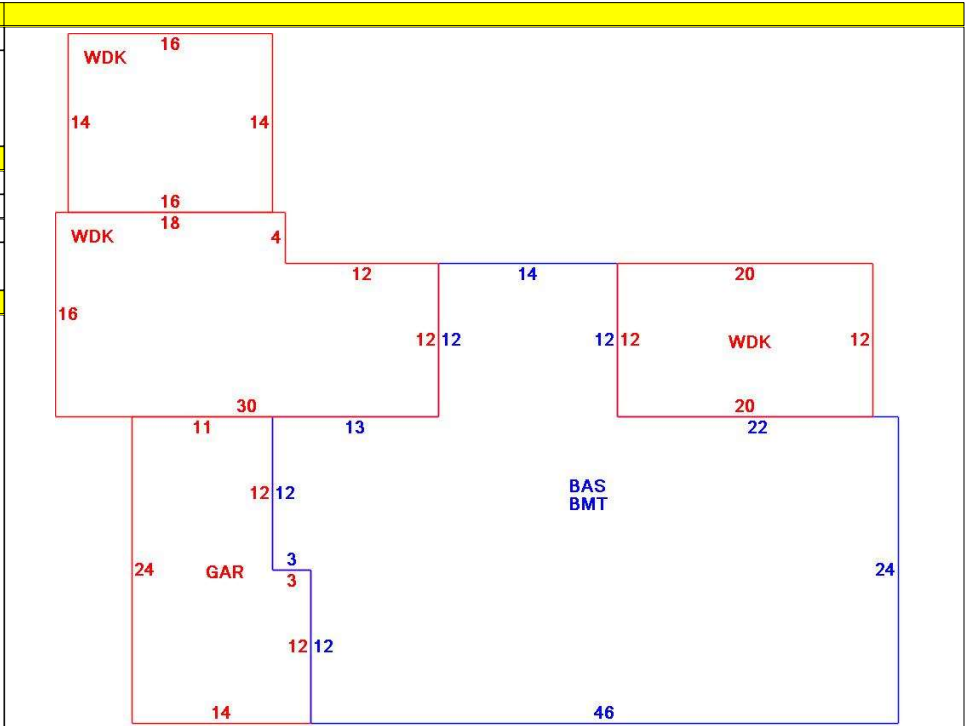 16
WDK
14 14
16
18
WDK 4
12 14 20
16
12 12 12 12 WDK 12
30 20
11 13 22
BAS
12 12 BMT
3
24 GAR 24
3
12 12
14 46